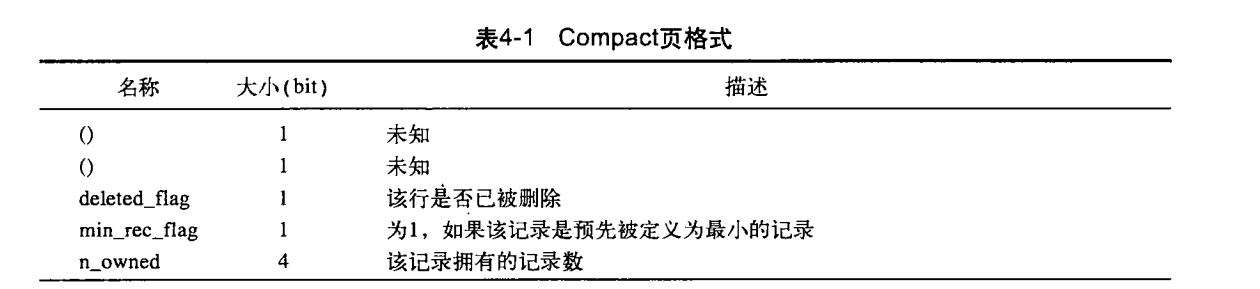 表4-1 Compact页格式
名称 大小(bit) 描述
() 1 未知
() 1 未知
deleted_flag 1 该行是否已被删除
min_rec_flag 1 为1，如果该记录是预先被定义为最小的记录
n_owned 4 该记录拥有的记录数